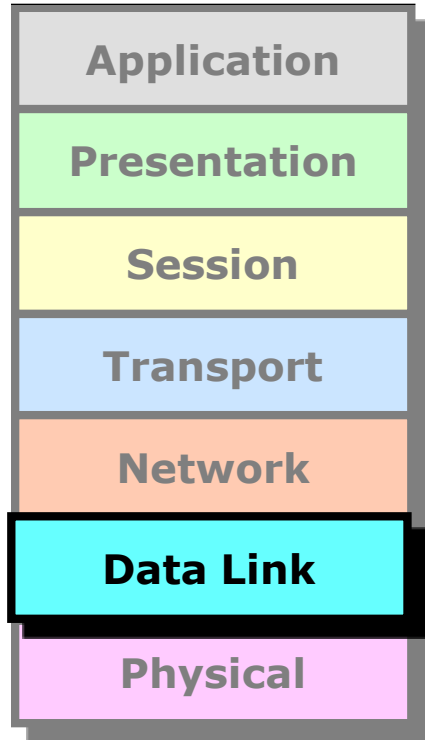 Application
Presentation
Session
Transport
Network
Data Link
Physical